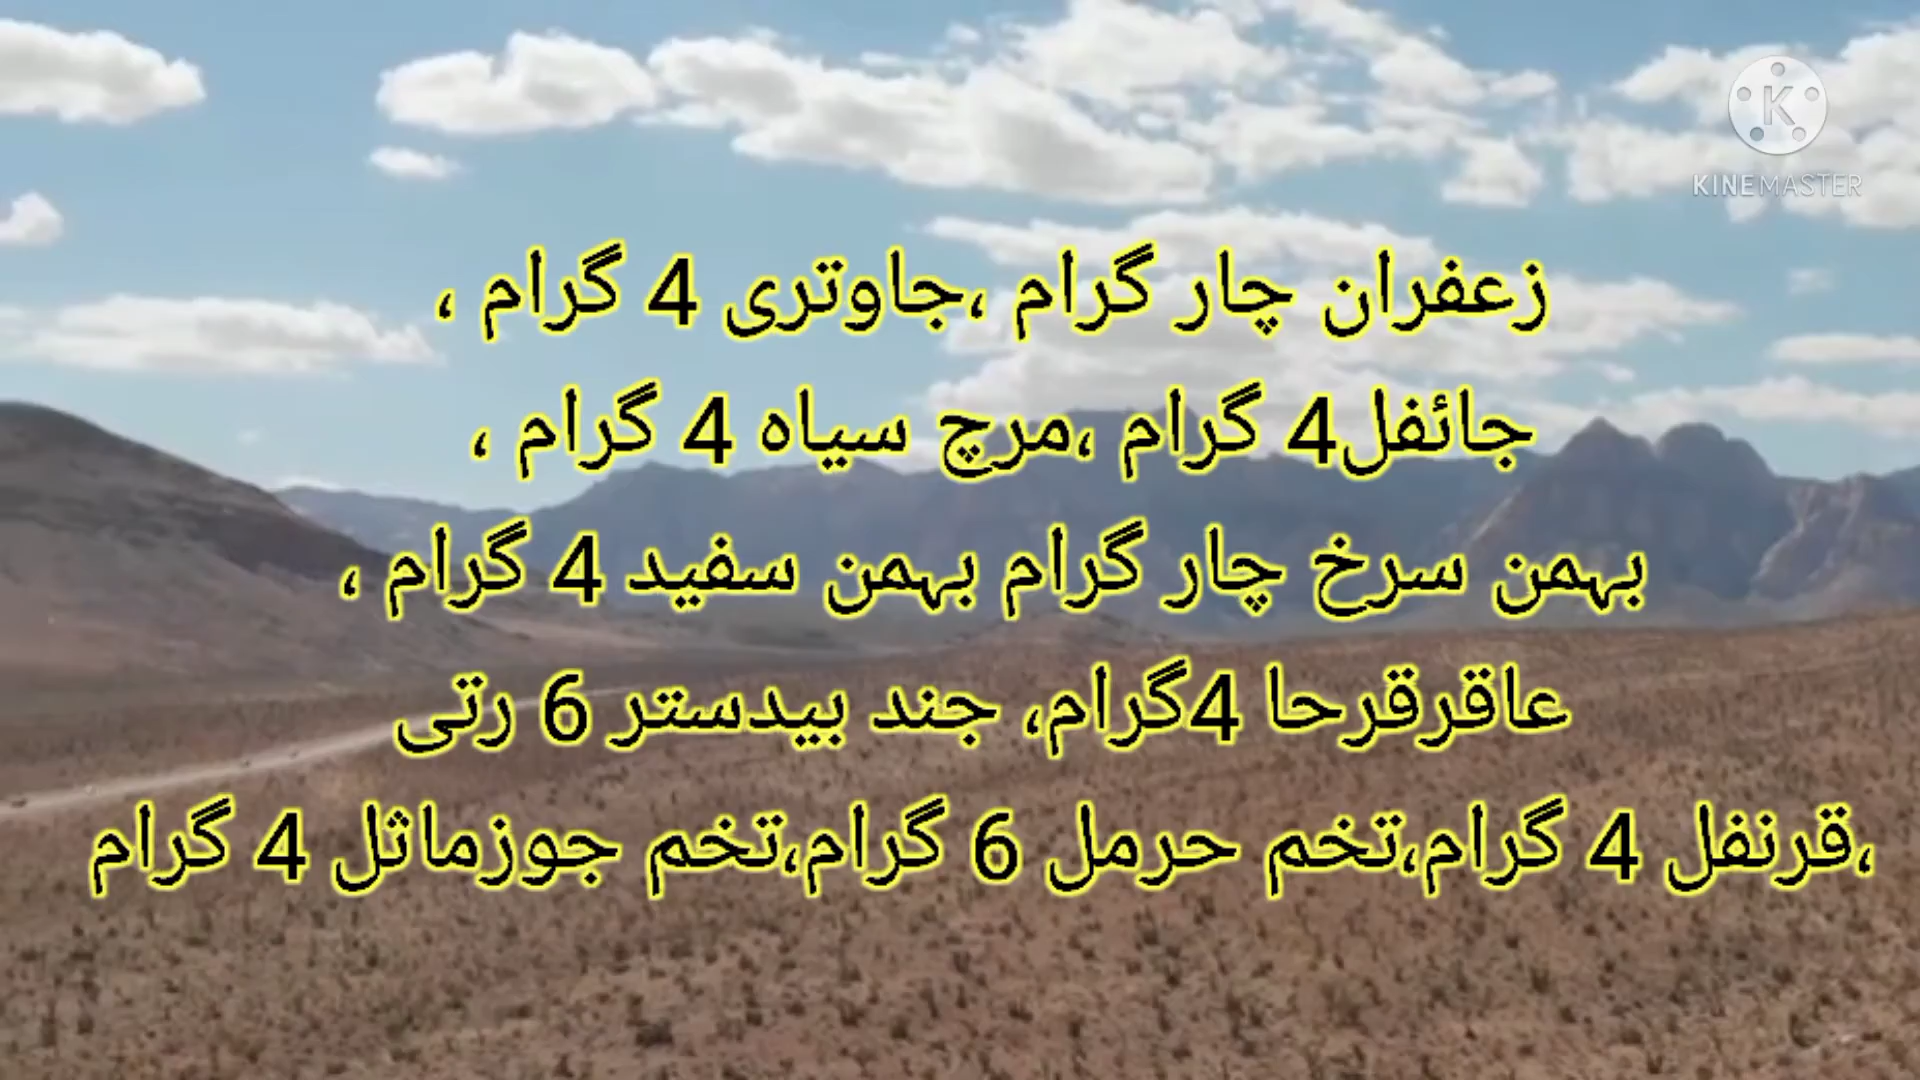 KINEMASTER
زعفران چار گرام ،جاوتری 4 گرام ،
جائفل4 گرام ،مرچ سیاہ 4 گرام ،
بہمن سرخ چار گرام بہمن سفید 4 گرام ،
عاقرقرحا 4گرام، جند بیدستر 6 رتی
،قرنفل 4 گرام،تخم حرمل 6 گرام،تخم جوزماثل 4 گرام